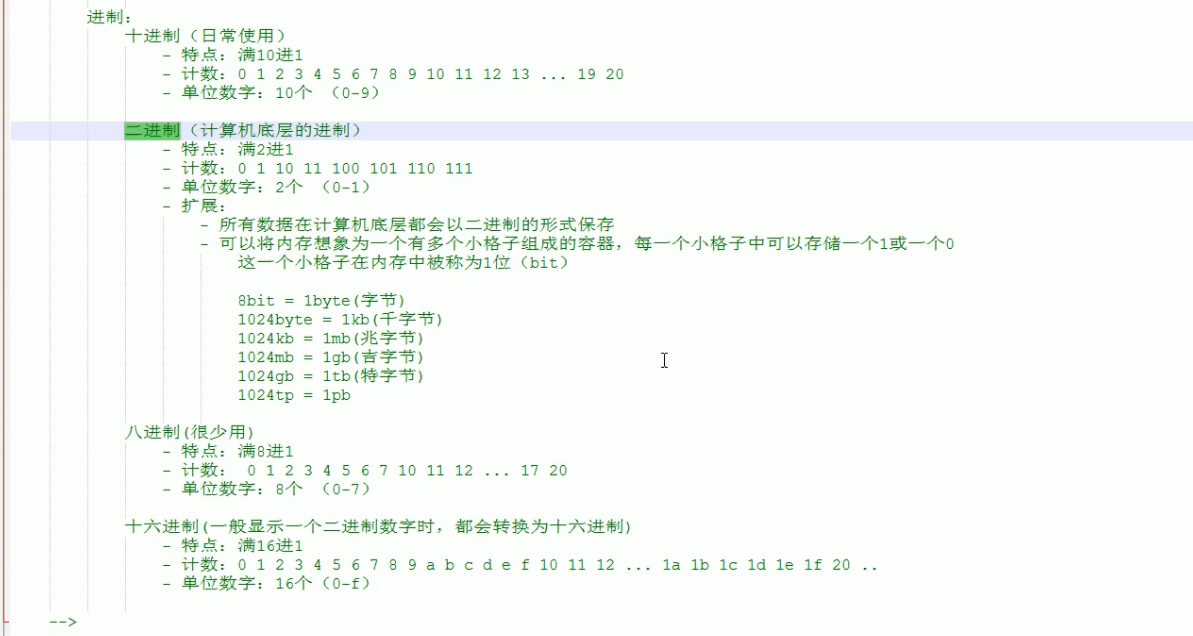 进制：
十进制（日常使用）
- 特点：满10进1
- 计数：0 1 2 3 4 5 6 7 8 9 10 11 12 13 ... 19 20
- 单位数字：10个 （0-9）
二进制（计算机底层的进制）
- 特点：满2进1
- 计数：0 1 10 11 100 101 110 111
- 单位数字：2个 （0-1）
- 扩展：
- 所有数据在计算机底层都会以二进制的形式保存
- 可以将内存想象为一个有多个小格子组成的容器，每一个小格子中可以存储一个1或一个0
这一个小格子在内存中被称为1位（bit）
8bit = 1byte(字节)
1024byte = 1kb(千字节)
1024kb = 1mb(兆字节)
1024mb = 1gb(吉字节)
1024gb = 1tb(特字节)
1024tp = 1pb
八进制(很少用)
- 特点：满8进1
- 计数： 0 1 2 3 4 5 6 7 10 11 12 ... 17 20
- 单位数字：8个 （0-7）
十六进制(一般显示一个二进制数字时，都会转换为十六进制)
- 特点：满16进1
- 计数：0 1 2 3 4 5 6 7 8 9 a b c d e f 10 11 12 ... 1a 1b 1c 1d 1e 1f 20 ..
- 单位数字：16个（0-f）
-->